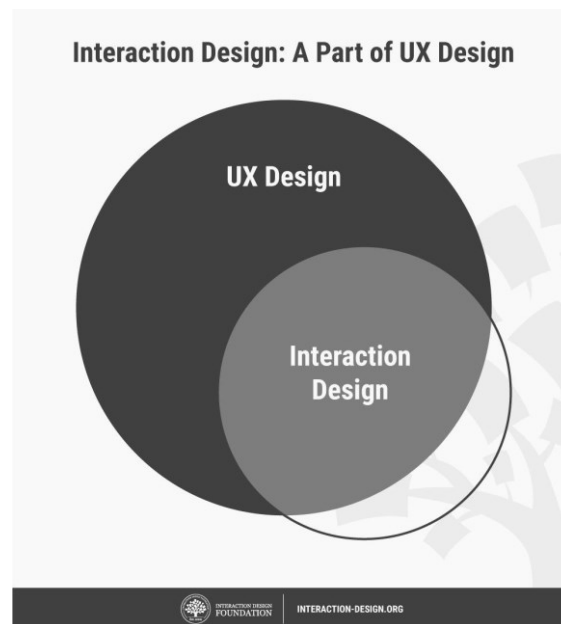 Interaction Design: A Part of UX Design
UX Design
Interaction
Design
INTERACTION DESIGN
FOUNDATION
INTERACTION-DESIGN.ORG